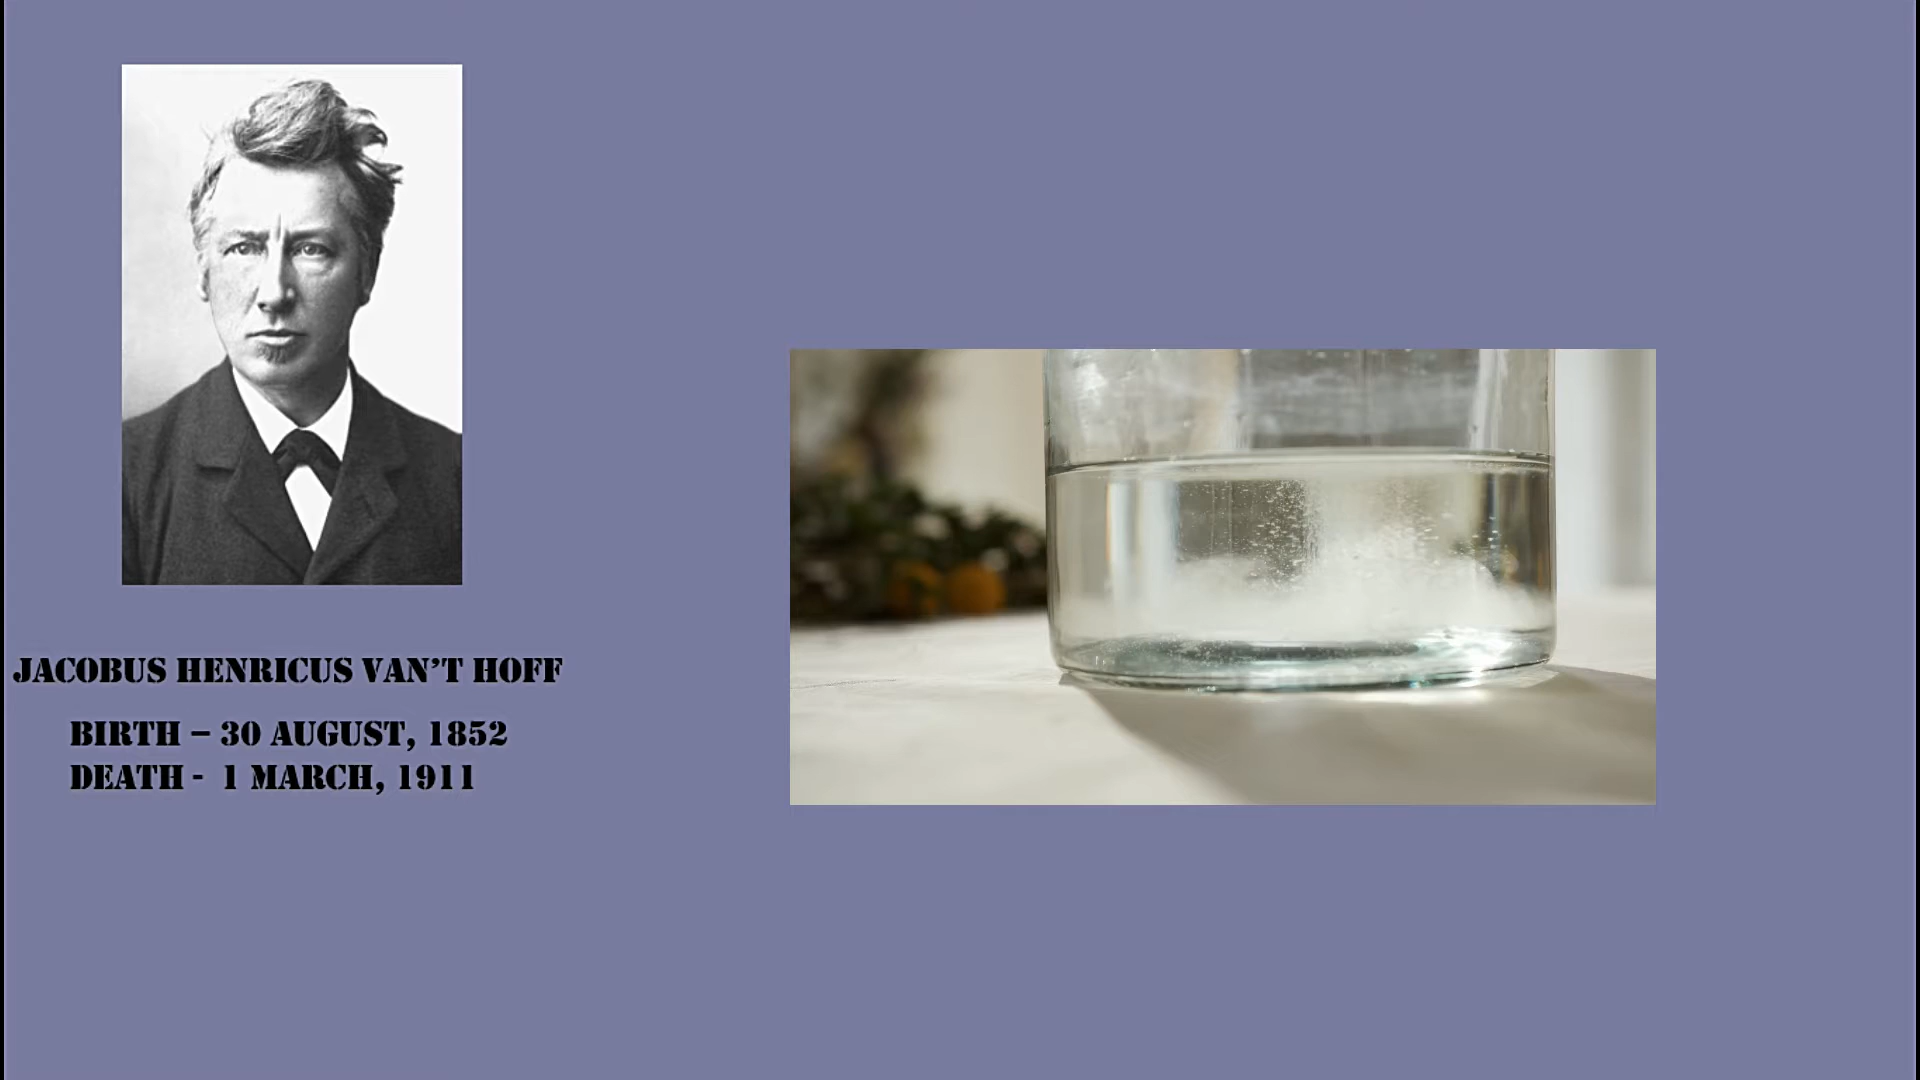 JACOBUS HENRICUS VAN’T HOFF
BIRTH – 30 AUGUST, 1852
DEATH - 1 MARCH, 1911